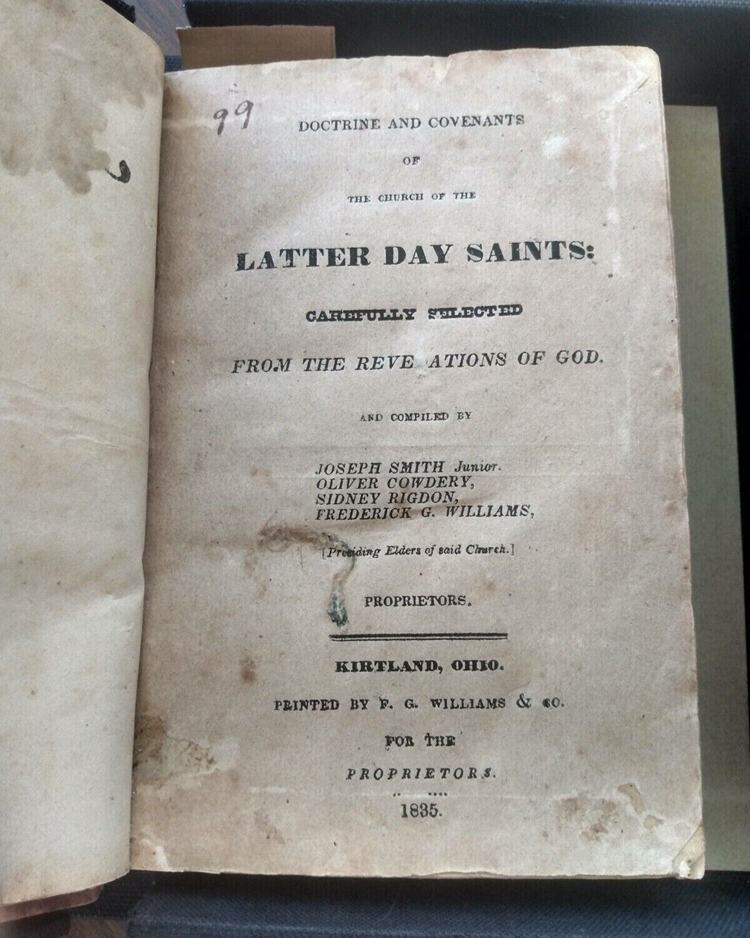 99
DOCTRINE AND COVENANTS
OF
THE CHURCH OF THE
LATTER DAY SAINTS:
CAREFULLY SELECTED
FROM THE REVE ATIONS OF GOD.
AND COMPILED BY
JOSEPH SMITH Junior.
OLIVER COWDERY,
SIDNEY RIGDON,
FREDERICK G. WILLIAMS,
[Presiding Elders of said Church.]
PROPRIETORS.
KIRTLAND, OHIO.
PRINTED BY F. G. WILLIAMS & CO.
FOR THE
PROPRIETORS.
1835.